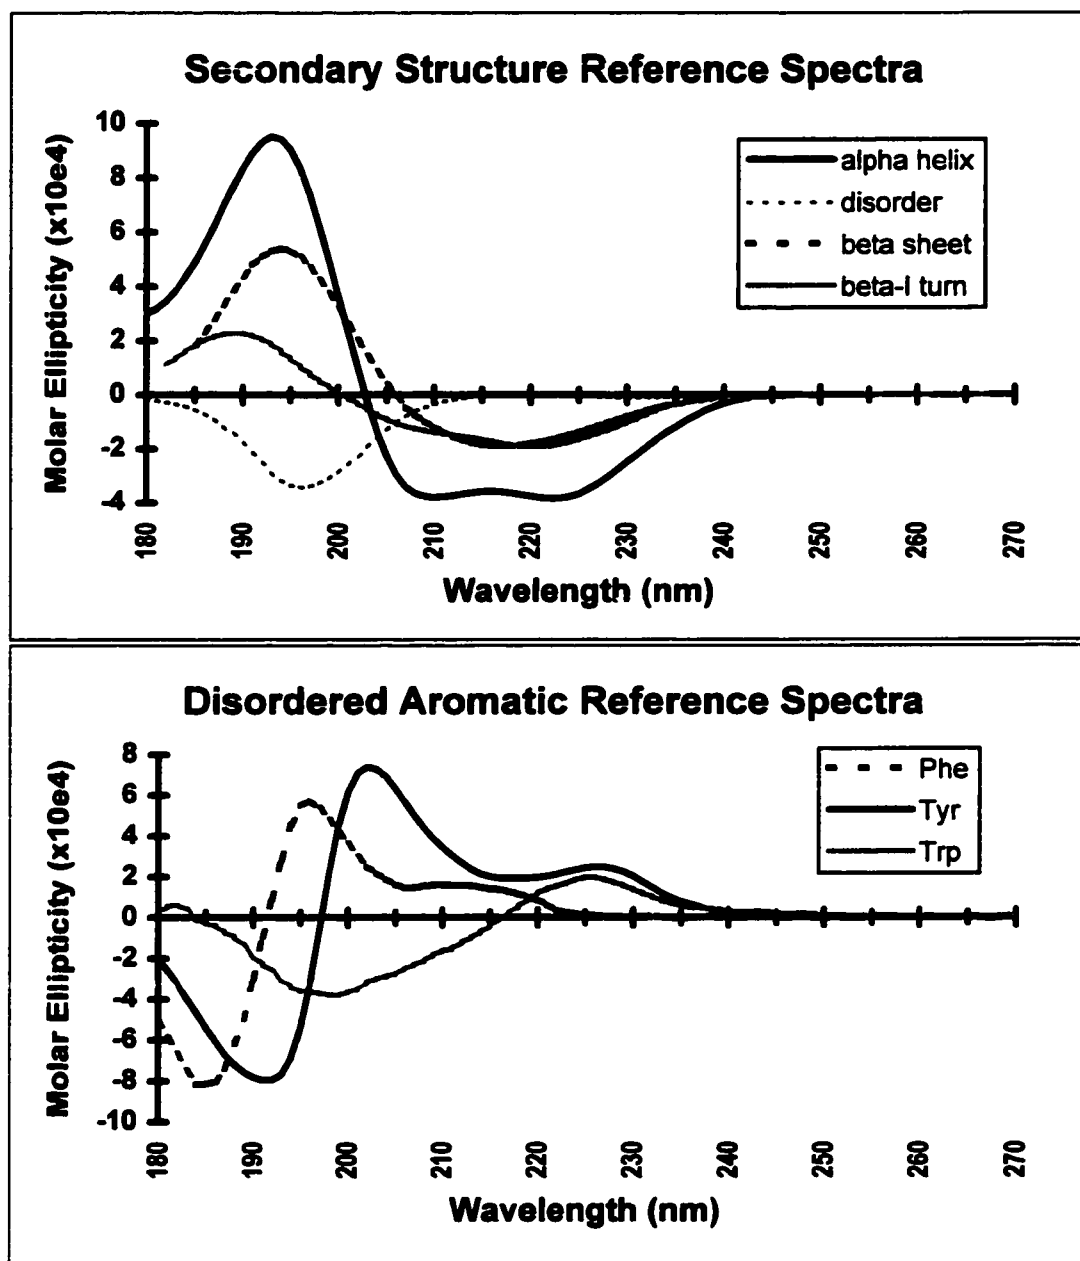 Secondary Structure Reference Spectra
Molar Ellipticity (x10e4)
10
8
6
4
2
0
-2
-4
alpha helix
disorder
beta sheet
beta-I turn
180 190 200 210 220 230 240 250 260 270
Wavelength (nm)
Disordered Aromatic Reference Spectra
Molar Ellipticity (x10e4)
8
6
4
2
0
-2
-4
-6
-8
-10
Phe
Tyr
Trp
180 190 200 210 220 230 240 250 260 270
Wavelength (nm)